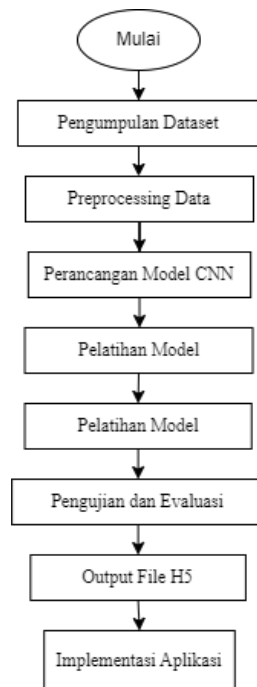 Mulai
Pengumpulan Dataset
Preprocessing Data
Perancangan Model CNN
Pelatihan Model
Pelatihan Model
Pengujian dan Evaluasi
Output File H5
Implementasi Aplikasi